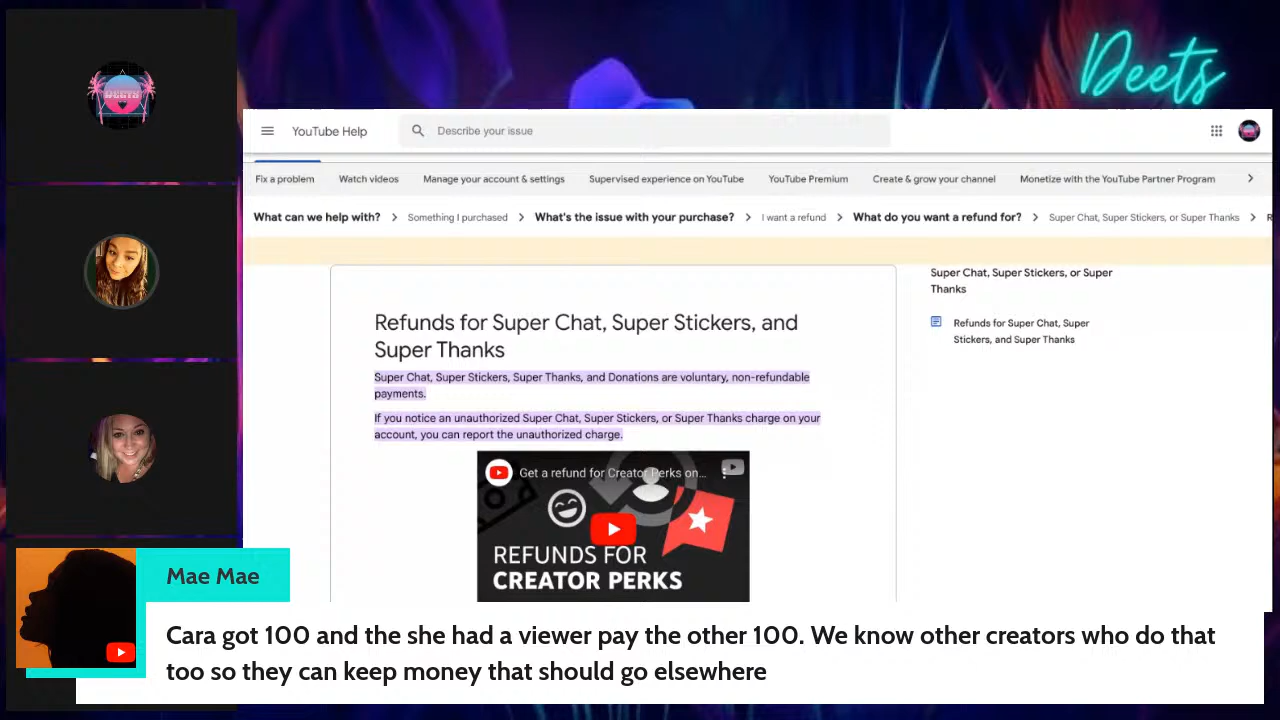 Deets
DEETS
YouTube Help
Describe your issue
Fix a problem
Watch videos
Manage your account & settings
Supervised experience on YouTube
YouTube Premium
Create & grow your channel
Monetize with the YouTube Partner Program
What can we help with? > Something I purchased > What's the issue with your purchase? > I want a refund > What do you want a refund for? > Super Chat, Super Stickers, or Super Thanks > R
Refunds for Super Chat, Super Stickers, and
Super Thanks
Super Chat, Super Stickers, Super Thanks, and Donations are voluntary, non-refundable
payments.
If you notice an unauthorized Super Chat, Super Stickers, or Super Thanks charge on your
account, you can report the unauthorized charge.
Get a refund for Creator Perks on...
REFUNDS FOR
CREATOR PERKS
Super Chat, Super Stickers, or Super
Thanks
Refunds for Super Chat, Super
Stickers, and Super Thanks
Mae Mae
Cara got 100 and the she had a viewer pay the other 100. We know other creators who do that
too so they can keep money that should go elsewhere